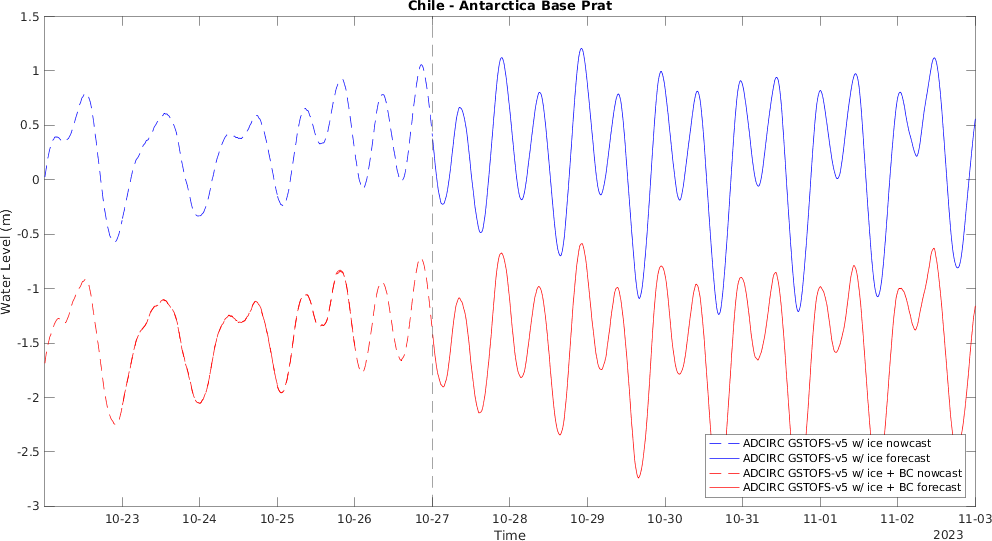 Chile - Antarctica Base Prat
1.5
1
0.5
0
-0.5
-1
-1.5
-2
-2.5
-3
Water Level (m)
ADCIRC GSTOFS-v5 w/ ice nowcast
ADCIRC GSTOFS-v5 w/ ice forecast
ADCIRC GSTOFS-v5 w/ ice + BC nowcast
ADCIRC GSTOFS-v5 w/ ice + BC forecast
10-23 10-24 10-25 10-26 10-27 10-28 10-29 10-30 10-31 11-01 11-02 11-03
Time
2023